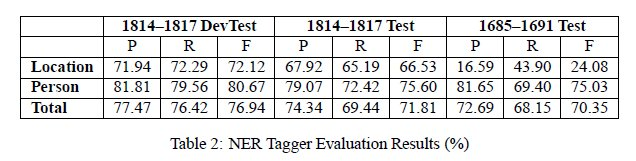 1814–1817 DevTest 1814–1817 Test 1685–1691 Test
P R F P R F P R F
Location 71.94 72.29 72.12 67.92 65.19 66.53 16.59 43.90 24.08
Person 81.81 79.56 80.67 79.07 72.42 75.60 81.65 69.40 75.03
Total 77.47 76.42 76.94 74.34 69.44 71.81 72.69 68.15 70.35
Table 2: NER Tagger Evaluation Results (%)